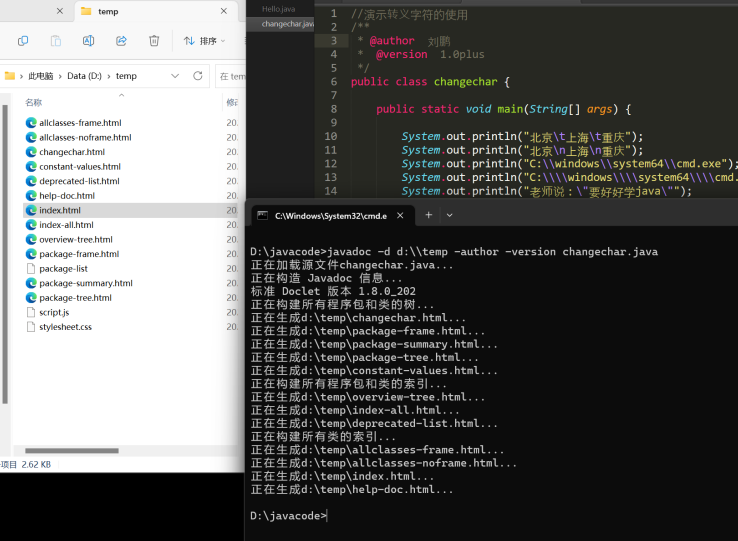 temp
排序
此电脑 > Data (D:) > temp
在 tem
名称
修改
allclasses-frame.html 20.
allclasses-noframe.html 20.
changechar.html 20.
constant-values.html 20.
deprecated-list.html 20.
help-doc.html 20.
index.html 20.
index-all.html 20.
overview-tree.html 20.
package-frame.html 20.
package-list 20.
package-summary.html 20.
package-tree.html 20.
script.js 20.
stylesheet.css 20.
项目 2.62 KB
Hello.java
changechar.java
1 //演示转义字符的使用
2 /**
3 * @author 刘鹏
4 * @version 1.0plus
5 */
6 public class changechar {
7
8 public static void main(String[] args) {
9
10 System.out.println("北京\t上海\t重庆");
11 System.out.println("北京\n上海\n重庆");
12 System.out.println("C:\\windows\\system64\\cmd.exe");
13 System.out.println("C:\\\\windows\\\\system64\\\\cmd.
14 System.out.println("老师说：\"要好好学java\"");
C:\Windows\System32\cmd.e
D:\javacode>javadoc -d d:\\temp -author -version changechar.java
正在加载源文件changechar.java...
正在构造 Javadoc 信息...
标准 Doclet 版本 1.8.0_202
正在构建所有程序包和类的树...
正在生成d:\temp\changechar.html...
正在生成d:\temp\package-frame.html...
正在生成d:\temp\package-summary.html...
正在生成d:\temp\package-tree.html...
正在生成d:\temp\constant-values.html...
正在构建所有程序包和类的索引...
正在生成d:\temp\overview-tree.html...
正在生成d:\temp\index-all.html...
正在生成d:\temp\deprecated-list.html...
正在构建所有类的索引...
正在生成d:\temp\allclasses-frame.html...
正在生成d:\temp\allclasses-noframe.html...
正在生成d:\temp\index.html...
正在生成d:\temp\help-doc.html...
D:\javacode>